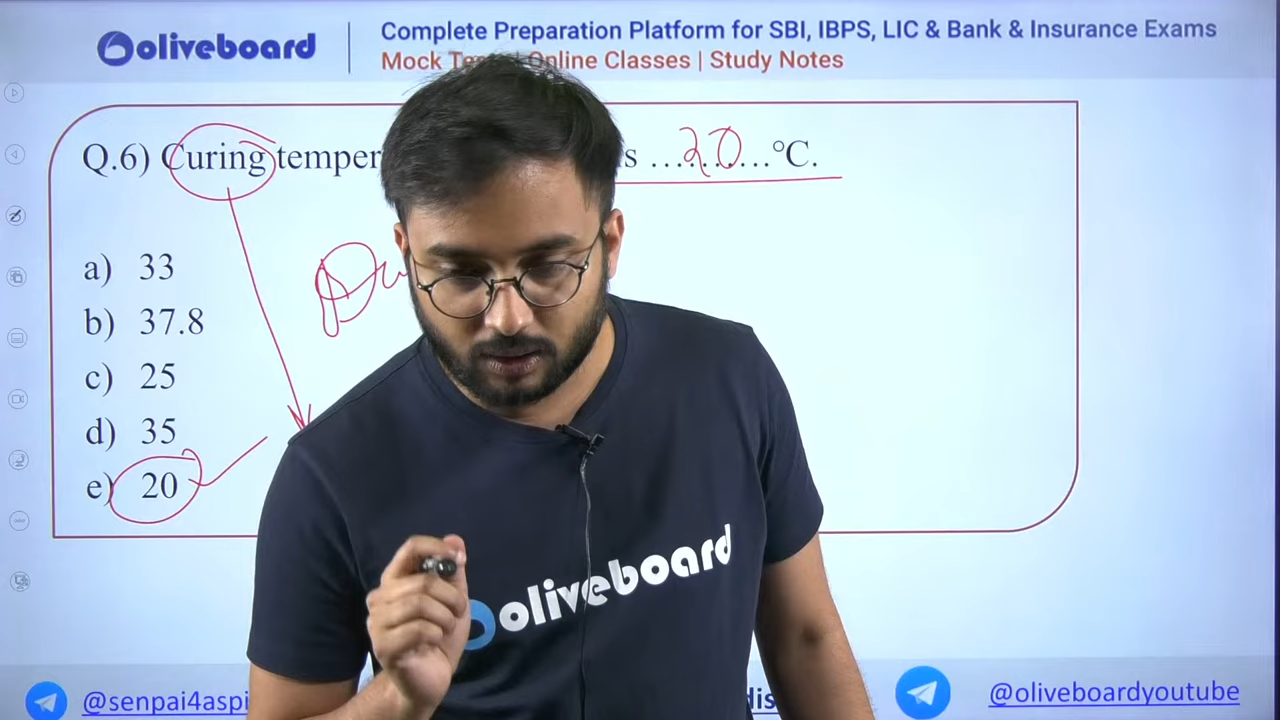 oliveboard
Complete Preparation Platform for SBI, IBPS, LIC & Bank & Insurance Exams
Mock Online Classes | Study Notes
Q.6) Curing s ....20....°C.
a) 33
b) 37.8
c) 25
d) 35
e) 20
oliveboard
@senpai4aspi
@oliveboardyoutube